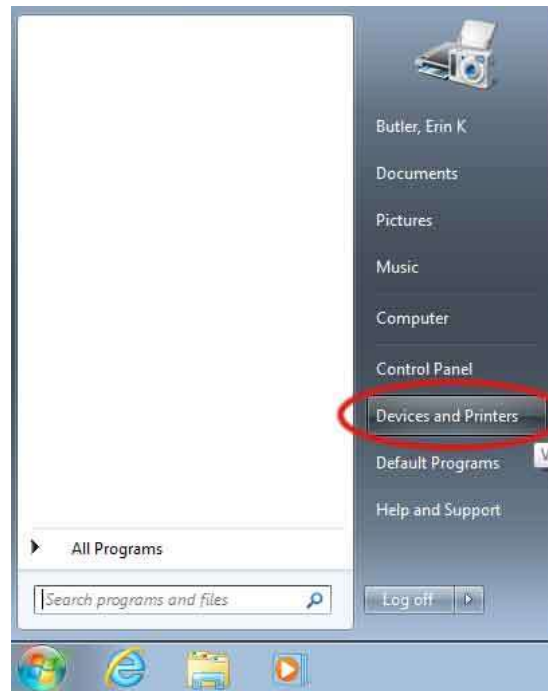 Butler, Erin K
Documents
Pictures
Music
Computer
Control Panel
Devices and Printers
Default Programs
Help and Support
All Programs
Search programs and files
Log off